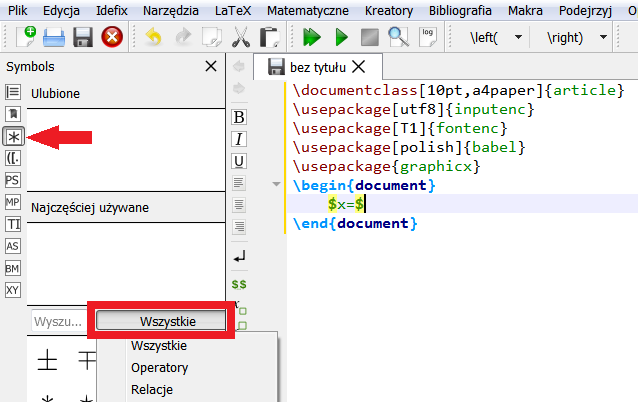 Plik Edycja Idefix Narzędzia LaTeX Matematyczne Kreatory Bibliografia Makra Podejrzyj O
log \left( \right)
Symbols
bez tytułu
Ulubione
([.
PS
MP
TI
AS
BM
XY
Najczęściej używane
Wyszu...
Wszystkie
Wszystkie
Operatory
Relacje
B
I
U
$$
\documentclass[10pt,a4paper]{article}
\usepackage[utf8]{inputenc}
\usepackage[T1]{fontenc}
\usepackage[polish]{babel}
\usepackage{graphicx}
\begin{document}
$x=$
\end{document}